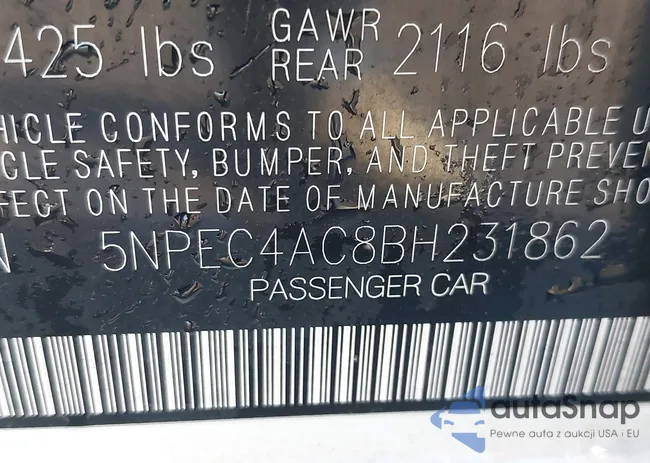 425 lbs GAWR REAR 2116 lbs
HICLE CONFORMS TO ALL APPLICABLE U
CLE SAFETY, BUMPER, AND THEFT PREVEN
FECT ON THE DATE OF MANUFACTURE SHO
N 5NPEC4AC8BH231862
PASSENGER CAR
autoSnap
Pewne auta z aukcji USA i EU